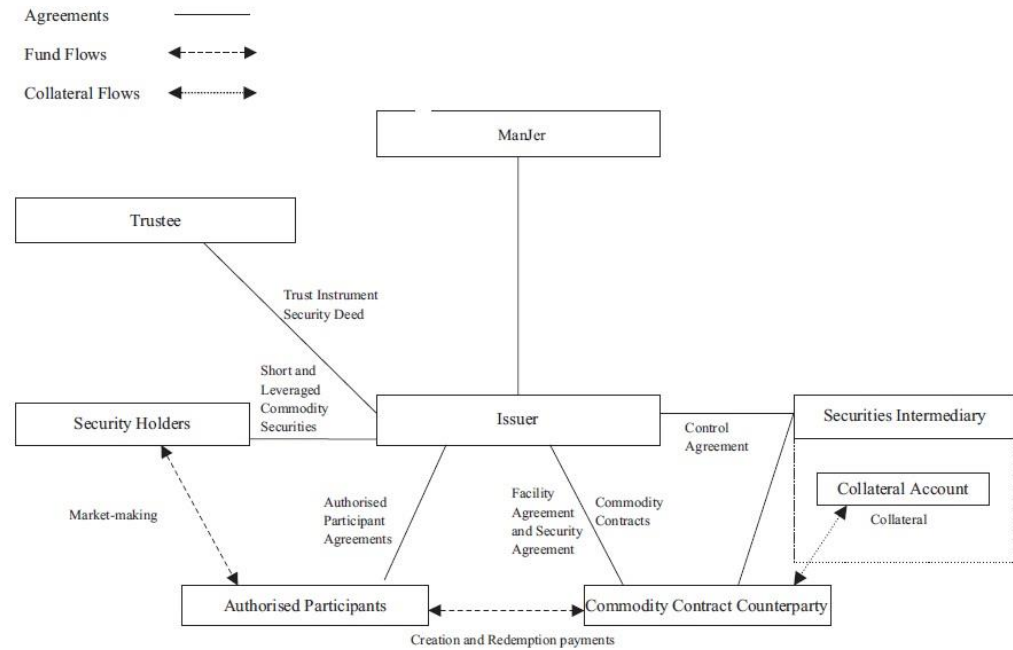 Agreements
Fund Flows
Collateral Flows
ManJer
Trustee
Trust Instrument
Security Deed
Short and
Leveraged
Commodity
Securities
Security Holders
Issuer
Control
Agreement
Securities Intermediary
Collateral Account
Collateral
Market-making
Authorised
Participant
Agreements
Facility
Agreement
and Security
Agreement
Commodity
Contracts
Authorised Participants
Commodity Contract Counterparty
Creation and Redemption payments